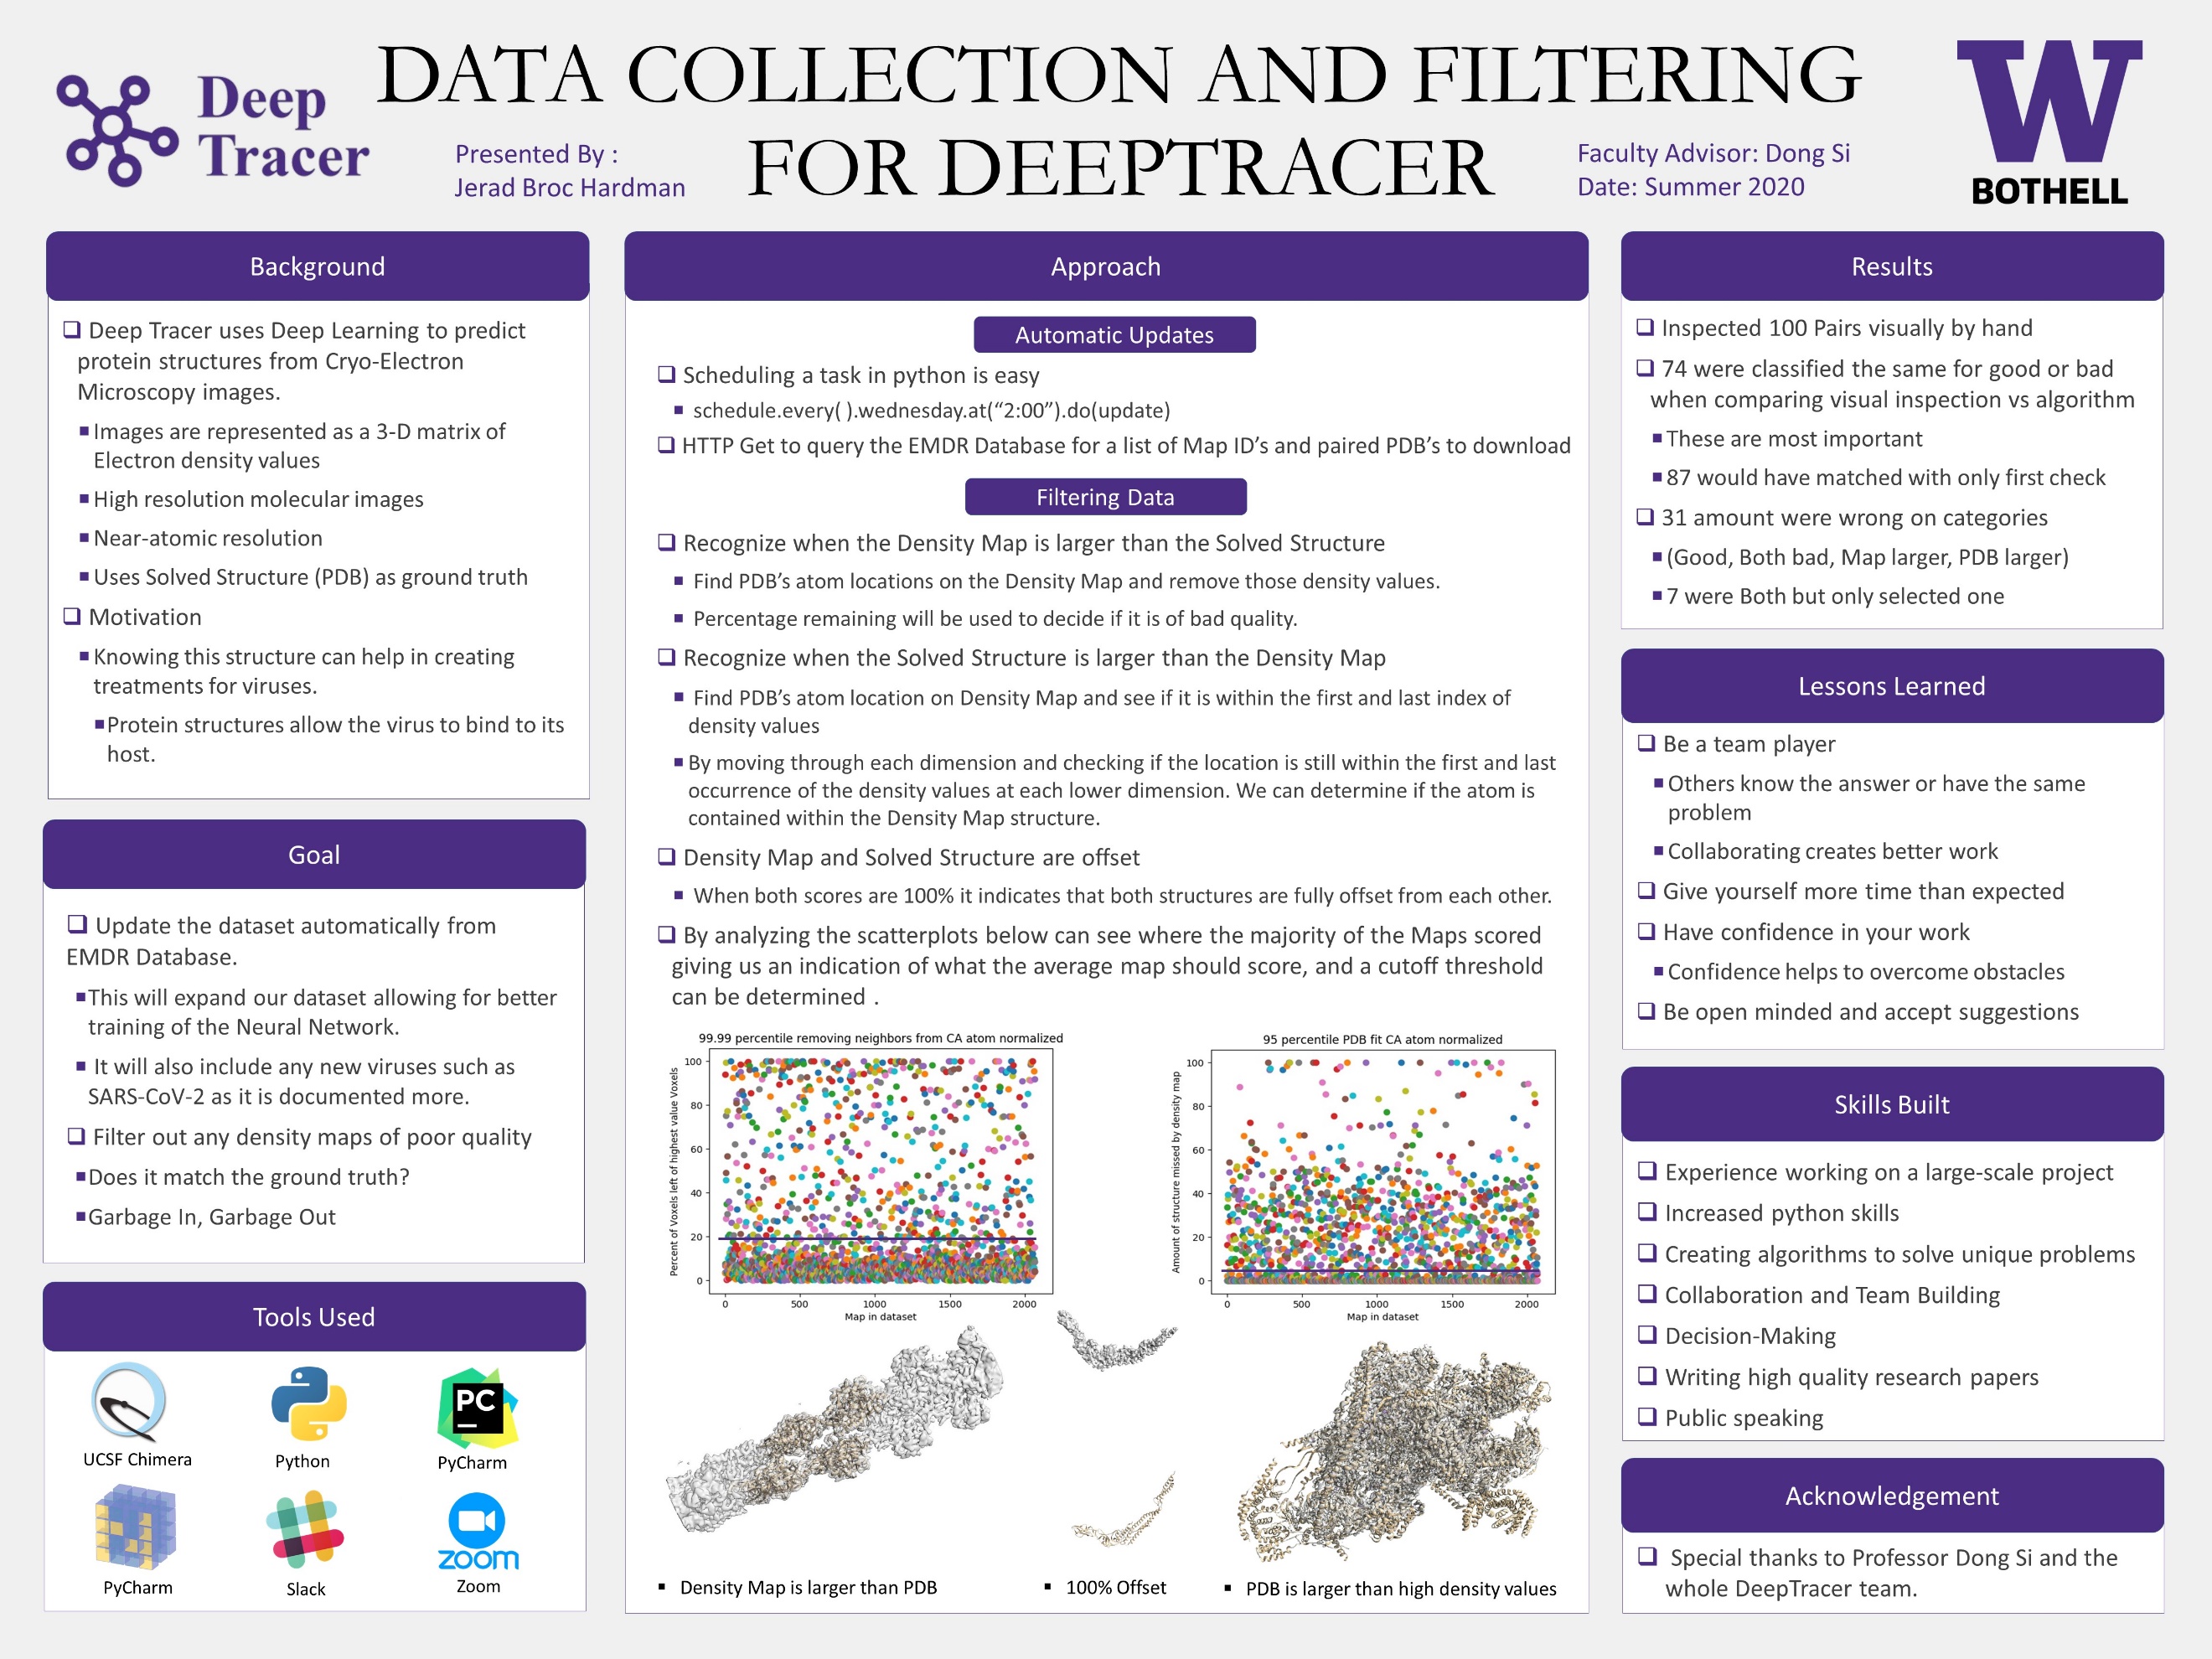 Deep
Tracer
DATA COLLECTION AND FILTERING
FOR DEEPTRACER
Presented By :
Jerad Broc Hardman
Faculty Advisor: Dong Si
Date: Summer 2020
W
BOTHELL
Background
Deep Tracer uses Deep Learning to predict
protein structures from Cryo-Electron
Microscopy images.
Images are represented as a 3-D matrix of
Electron density values
High resolution molecular images
Near-atomic resolution
Uses Solved Structure (PDB) as ground truth
Motivation
Knowing this structure can help in creating
treatments for viruses.
Protein structures allow the virus to bind to its
host.
Goal
Update the dataset automatically from
EMDR Database.
This will expand our dataset allowing for better
training of the Neural Network.
It will also include any new viruses such as
SARS-CoV-2 as it is documented more.
Filter out any density maps of poor quality
Does it match the ground truth?
Garbage In, Garbage Out
Tools Used
PC
UCSF Chimera
Python
PyCharm
zoom
PyCharm
Slack
Zoom
Approach
Automatic Updates
Scheduling a task in python is easy
schedule.every( ).wednesday.at(“2:00”).do(update)
HTTP Get to query the EMDR Database for a list of Map ID’s and paired PDB’s to download
Filtering Data
Recognize when the Density Map is larger than the Solved Structure
Find PDB’s atom locations on the Density Map and remove those density values.
Percentage remaining will be used to decide if it is of bad quality.
Recognize when the Solved Structure is larger than the Density Map
Find PDB’s atom location on Density Map and see if it is within the first and last index of
density values
By moving through each dimension and checking if the location is still within the first and last
occurrence of the density values at each lower dimension. We can determine if the atom is
contained within the Density Map structure.
Density Map and Solved Structure are offset
When both scores are 100% it indicates that both structures are fully offset from each other.
By analyzing the scatterplots below can see where the majority of the Maps scored
giving us an indication of what the average map should score, and a cutoff threshold
can be determined .
99.99 percentile removing neighbors from CA atom normalized
Percent of Voxels left of highest value Voxels
100
80
60
40
20
0
0 500 1000 1500 2000
Map in dataset
95 percentile PDB fit CA atom normalized
Amount of structure missed by density map
100
80
60
40
20
0
0 500 1000 1500 2000
Map in dataset
Density Map is larger than PDB
100% Offset
PDB is larger than high density values
Results
Inspected 100 Pairs visually by hand
74 were classified the same for good or bad
when comparing visual inspection vs algorithm
These are most important
87 would have matched with only first check
31 amount were wrong on categories
(Good, Both bad, Map larger, PDB larger)
7 were Both but only selected one
Lessons Learned
Be a team player
Others know the answer or have the same
problem
Collaborating creates better work
Give yourself more time than expected
Have confidence in your work
Confidence helps to overcome obstacles
Be open minded and accept suggestions
Skills Built
Experience working on a large-scale project
Increased python skills
Creating algorithms to solve unique problems
Collaboration and Team Building
Decision-Making
Writing high quality research papers
Public speaking
Acknowledgement
Special thanks to Professor Dong Si and the
whole DeepTracer team.